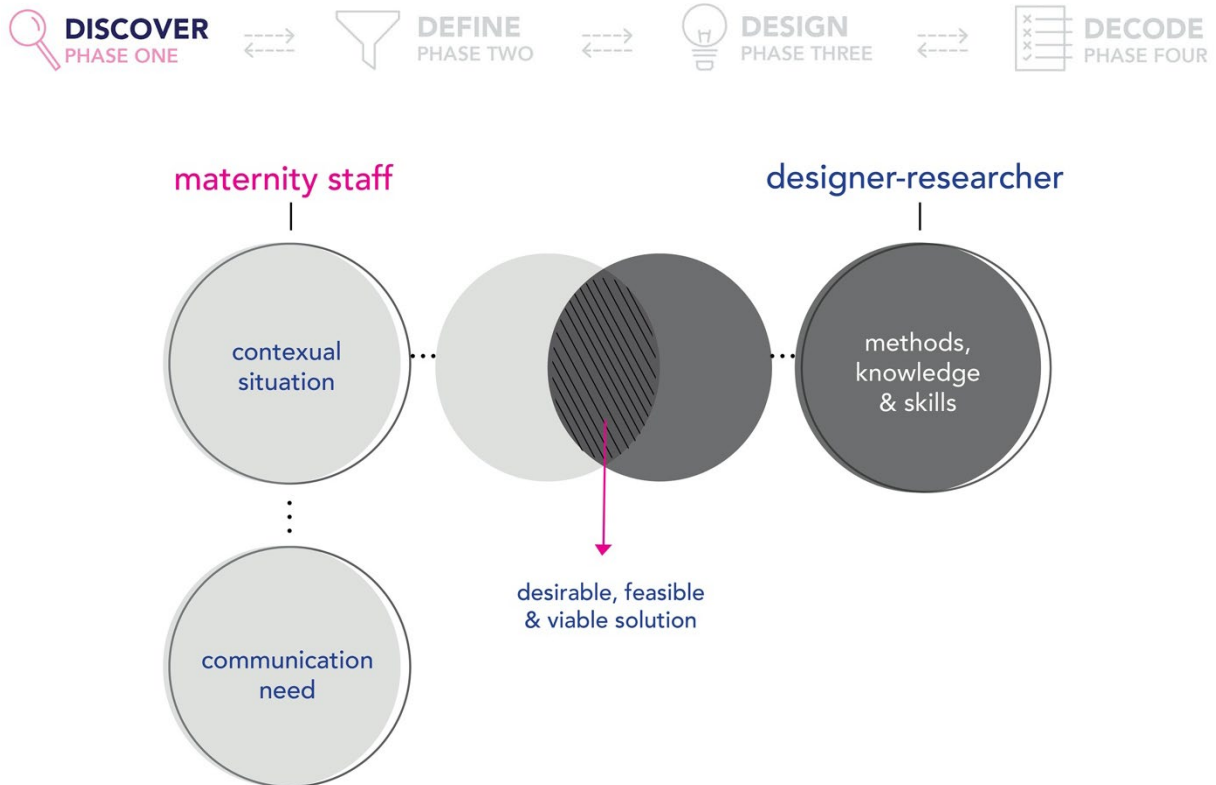 DISCOVER
PHASE ONE
DEFINE
PHASE TWO
DESIGN
PHASE THREE
DECODE
PHASE FOUR
maternity staff
designer-researcher
contexual
situation
methods,
knowledge
& skills
desirable, feasible
& viable solution
communication
need